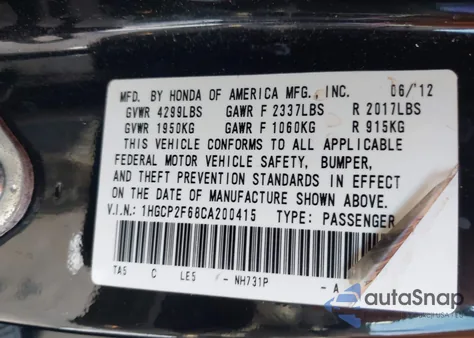 MFD. BY HONDA OF AMERICA MFG., INC. 06/12
GVWR 4299LBS GAWR F 2337LBS R 2017LBS
GVWR 1950KG GAWR F 1060KG R 915KG
THIS VEHICLE CONFORMS TO ALL APPLICABLE
FEDERAL MOTOR VEHICLE SAFETY, BUMPER,
AND THEFT PREVENTION STANDARDS IN EFFECT
ON THE DATE OF MANUFACTURE SHOWN ABOVE.
V.I.N.: 1HGCP2F68CA200415 TYPE: PASSENGER
TA5 C LE5 - NH731P - A
autoSnap